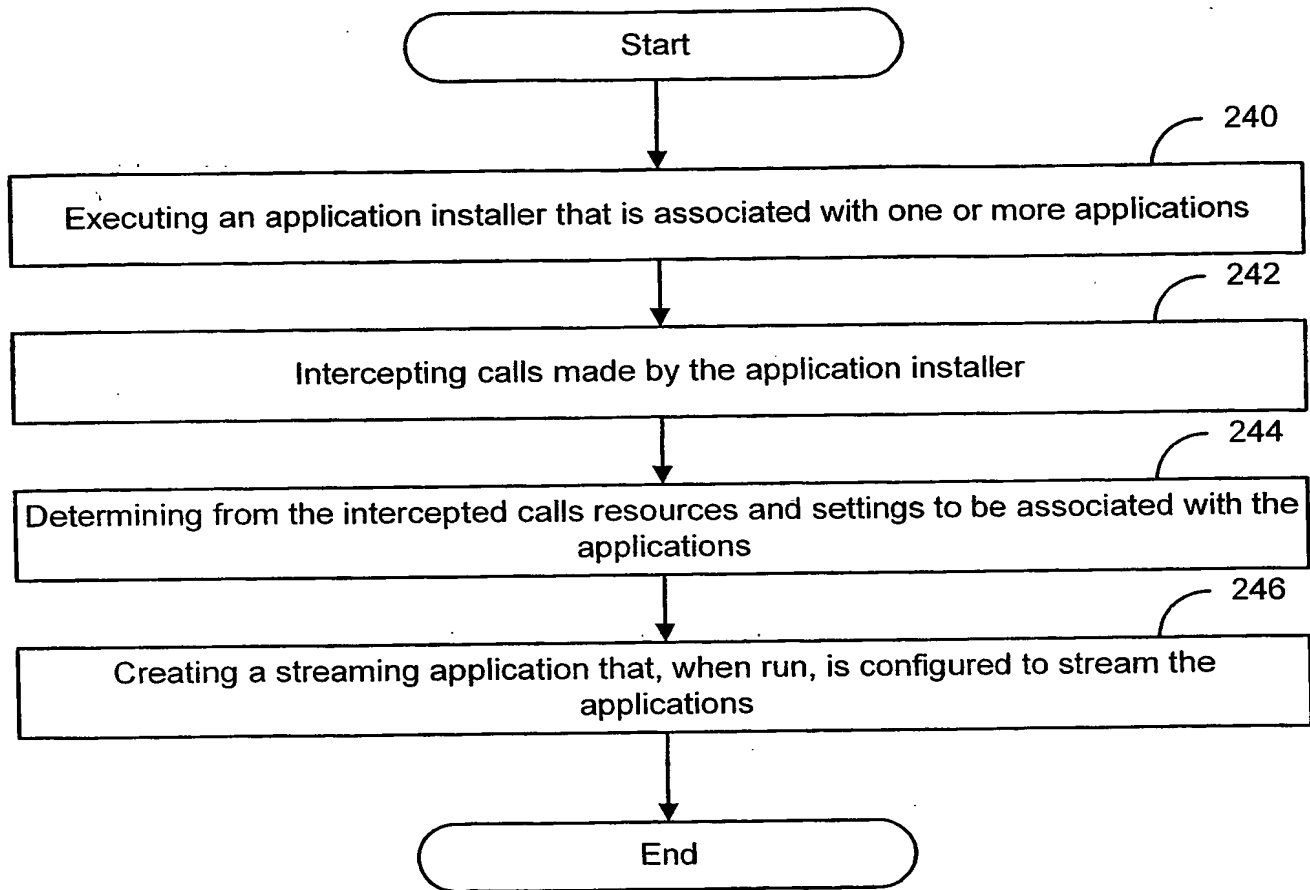 Start
240
Executing an application installer that is associated with one or more applications
242
Intercepting calls made by the application installer
244
Determining from the intercepted calls resources and settings to be associated with the
applications
246
Creating a streaming application that, when run, is configured to stream the
applications
End